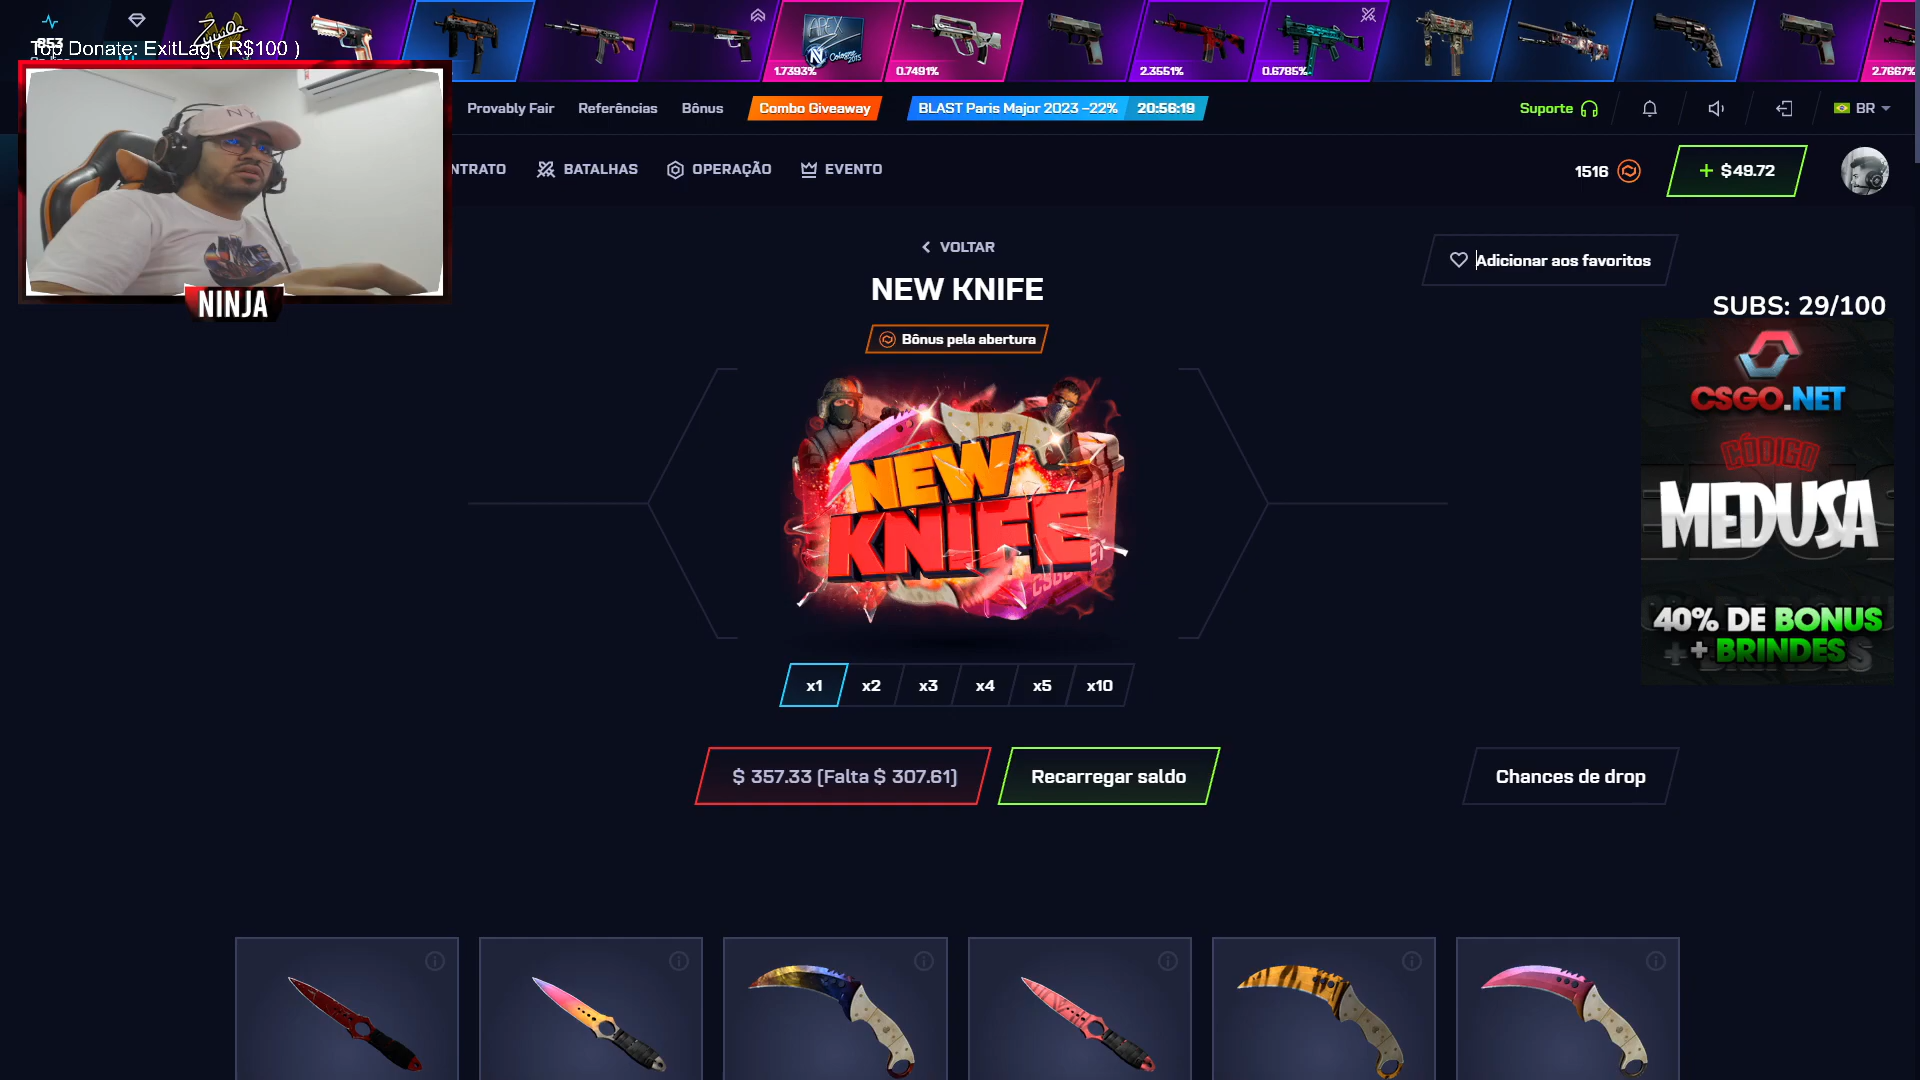 Top Donate: ExitLag ( R$100 )
1.7393%
0.7491%
2.3551%
0.6785%
2.7667%
Provably Fair
Referências
Bônus
Combo Giveaway
BLAST Paris Major 2023 -22%
20:56:19
Suporte
BR
NTRATO
BATALHAS
OPERAÇÃO
EVENTO
1516
+ $49.72
NINJA
VOLTAR
Adicionar aos favoritos
NEW KNIFE
SUBS: 29/100
Bônus pela abertura
CSGO.NET
CÓDIGO
MEDUSA
40% DE BONUS
+ BRINDES
NEW
KNIFE
x1
x2
x3
x4
x5
x10
$ 357.33 (Falta $ 307.61)
Recarregar saldo
Chances de drop